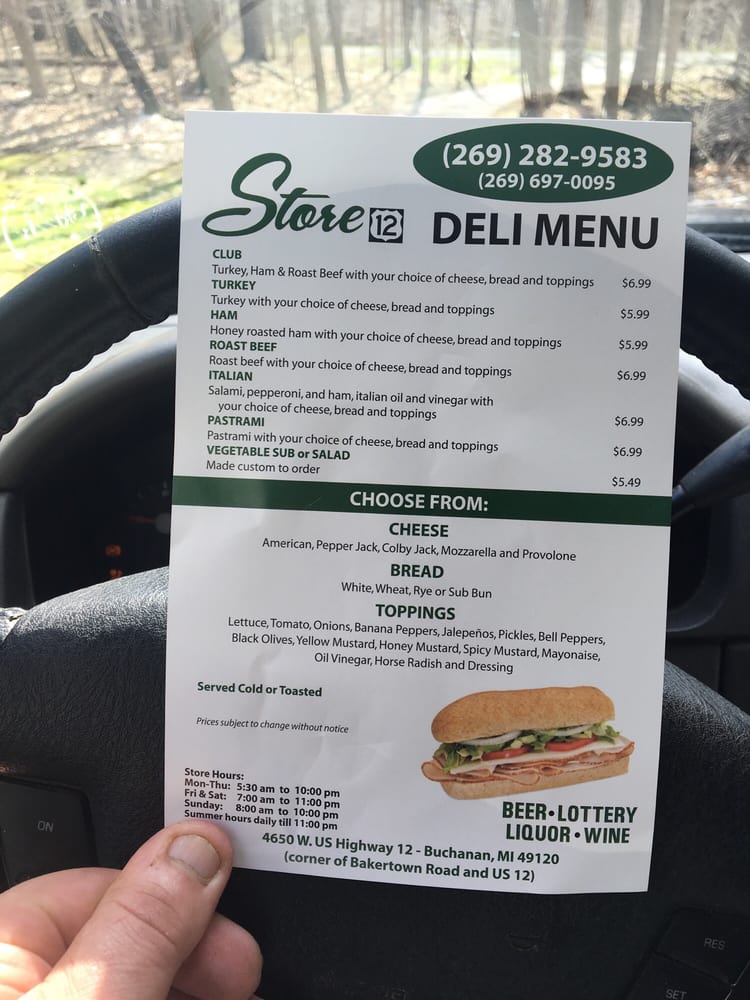 (269) 282-9583
(269) 697-0095
Store 12 DELI MENU
CLUB
Turkey, Ham & Roast Beef with your choice of cheese, bread and toppings $6.99
TURKEY
Turkey with your choice of cheese, bread and toppings $5.99
HAM
Honey roasted ham with your choice of cheese, bread and toppings $5.99
ROAST BEEF
Roast beef with your choice of cheese, bread and toppings $6.99
ITALIAN
Salami, pepperoni, and ham, italian oil and vinegar with
your choice of cheese, bread and toppings $6.99
PASTRAMI
Pastrami with your choice of cheese, bread and toppings $6.99
VEGETABLE SUB or SALAD
Made custom to order $5.49
CHOOSE FROM:
CHEESE
American, Pepper Jack, Colby Jack, Mozzarella and Provolone
BREAD
White, Wheat, Rye or Sub Bun
TOPPINGS
Lettuce, Tomato, Onions, Banana Peppers, Jalepeños, Pickles, Bell Peppers,
Black Olives, Yellow Mustard, Honey Mustard, Spicy Mustard, Mayonaise,
Oil Vinegar, Horse Radish and Dressing
Served Cold or Toasted
Prices subject to change without notice
Store Hours:
Mon-Thu: 5:30 am to 10:00 pm
Fri & Sat: 7:00 am to 11:00 pm
Sunday: 8:00 am to 10:00 pm
Summer hours daily till 11:00 pm
BEER • LOTTERY
LIQUOR • WINE
4650 W. US Highway 12 - Buchanan, MI 49120
(corner of Bakertown Road and US 12)
ON
RES
SET